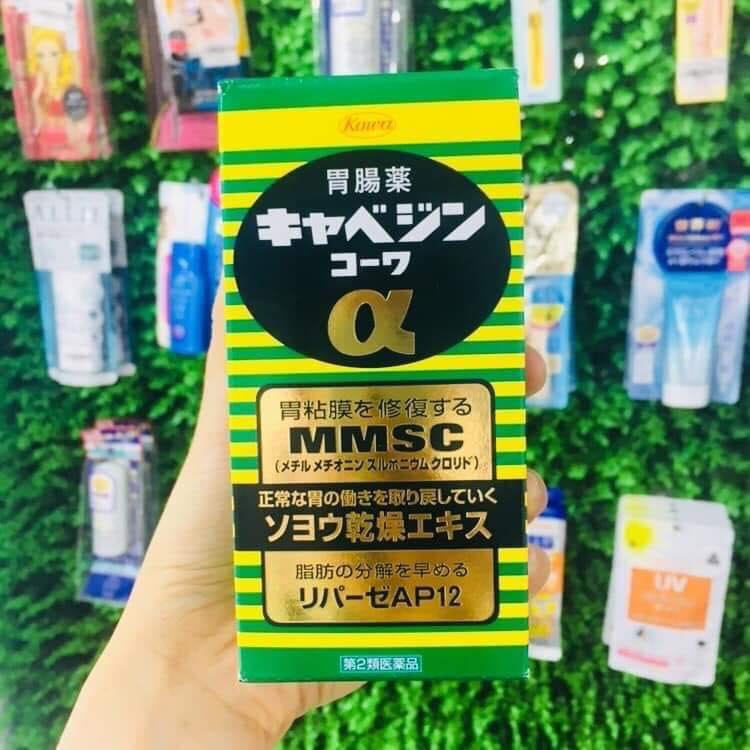 Kowa
胃腸薬
キャベジン
コーワ
α
胃粘膜を修復する
MMSC
(メチルメチオニンスルホニウムクロリド)
正常な胃の働きを取り戻していく
ソヨウ乾燥エキス
脂肪の分解を早める
リパーゼAP12
第2類医薬品
UV